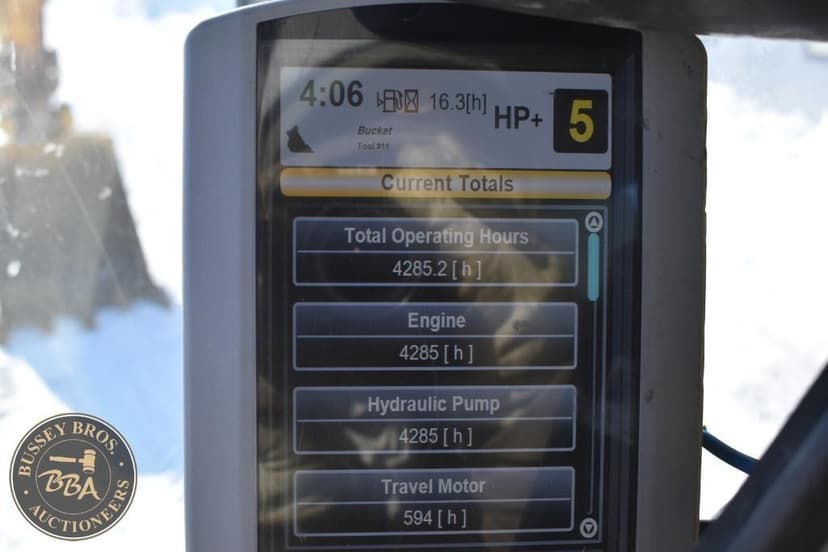 4:06
16.3[h]
HP+
5
Bucket
Tool #11
Current Totals
Total Operating Hours
4285.2 [ h ]
Engine
4285 [ h ]
Hydraulic Pump
4285 [ h ]
Travel Motor
594 [ h ]
BUSSEY BROS.
BBA
AUCTIONEERS